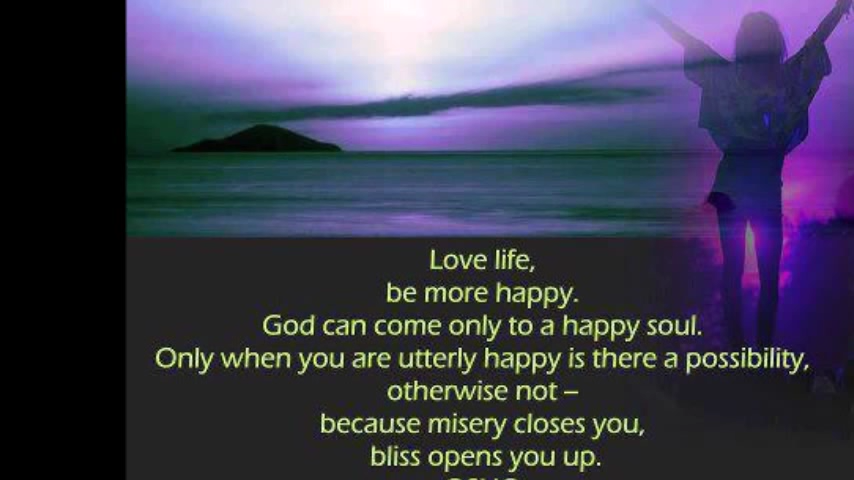 Love life,
be more happy.
God can come only to a happy soul.
Only when you are utterly happy is there a possibility,
otherwise not –
because misery closes you,
bliss opens you up.